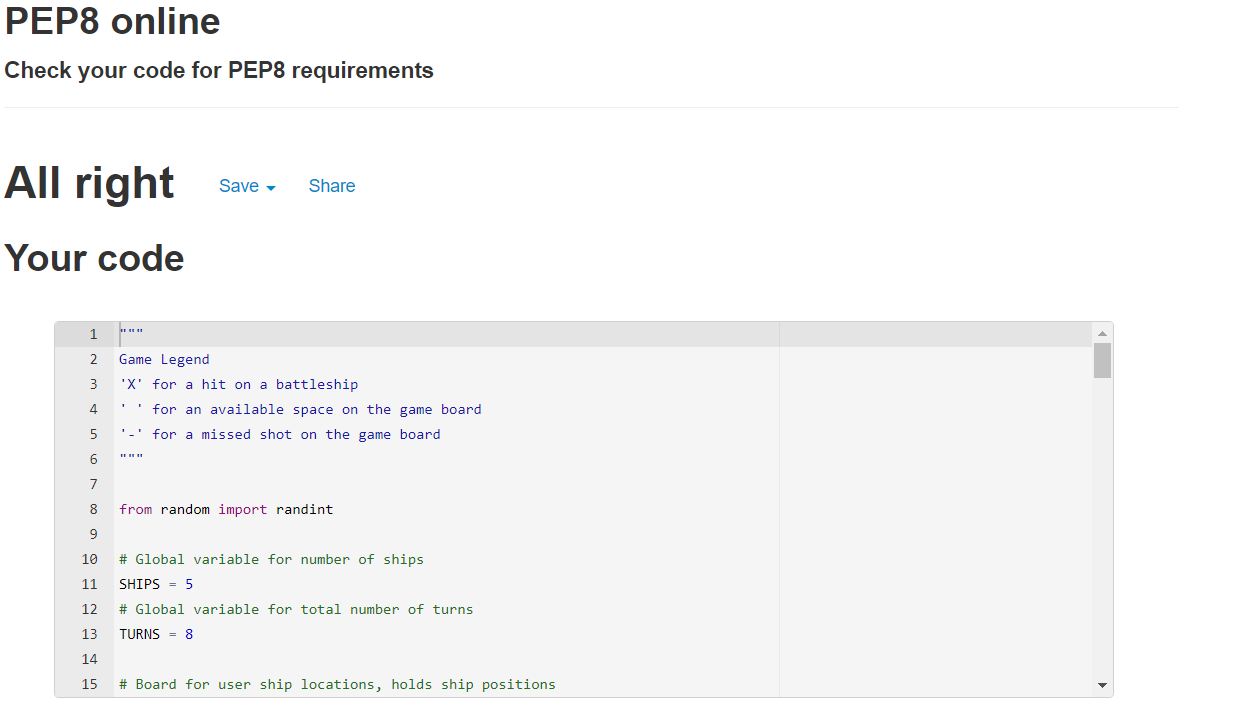 PEP8 online
Check your code for PEP8 requirements
All right Save Share
Your code
1 """
2 Game Legend
3 'X' for a hit on a battleship
4 ' ' for an available space on the game board
5 '-' for a missed shot on the game board
6 """
7
8 from random import randint
9
10 # Global variable for number of ships
11 SHIPS = 5
12 # Global variable for total number of turns
13 TURNS = 8
14
15 # Board for user ship locations, holds ship positions